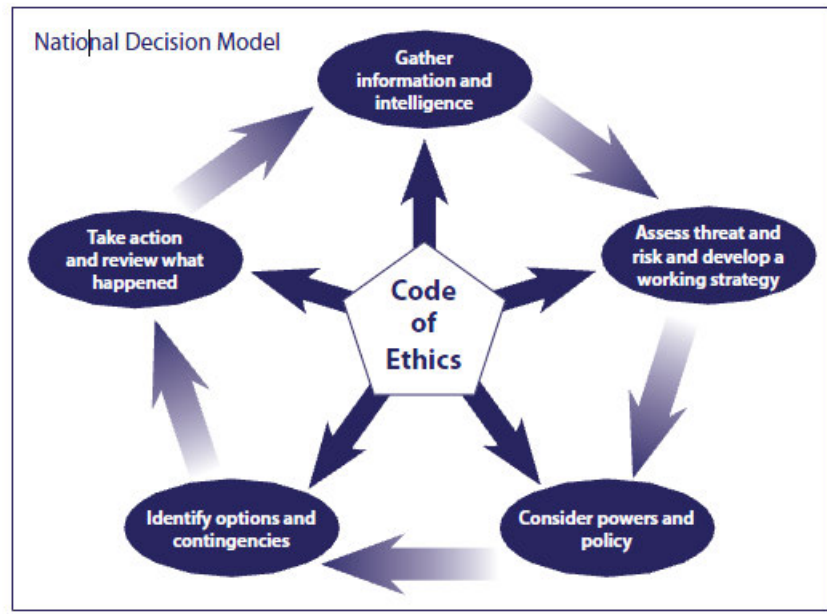 National Decision Model
Gather
information and
intelligence
Assess threat and
risk and develop a
working strategy
Consider powers and
policy
Identify options and
contingencies
Take action
and review what
happened
Code
of
Ethics